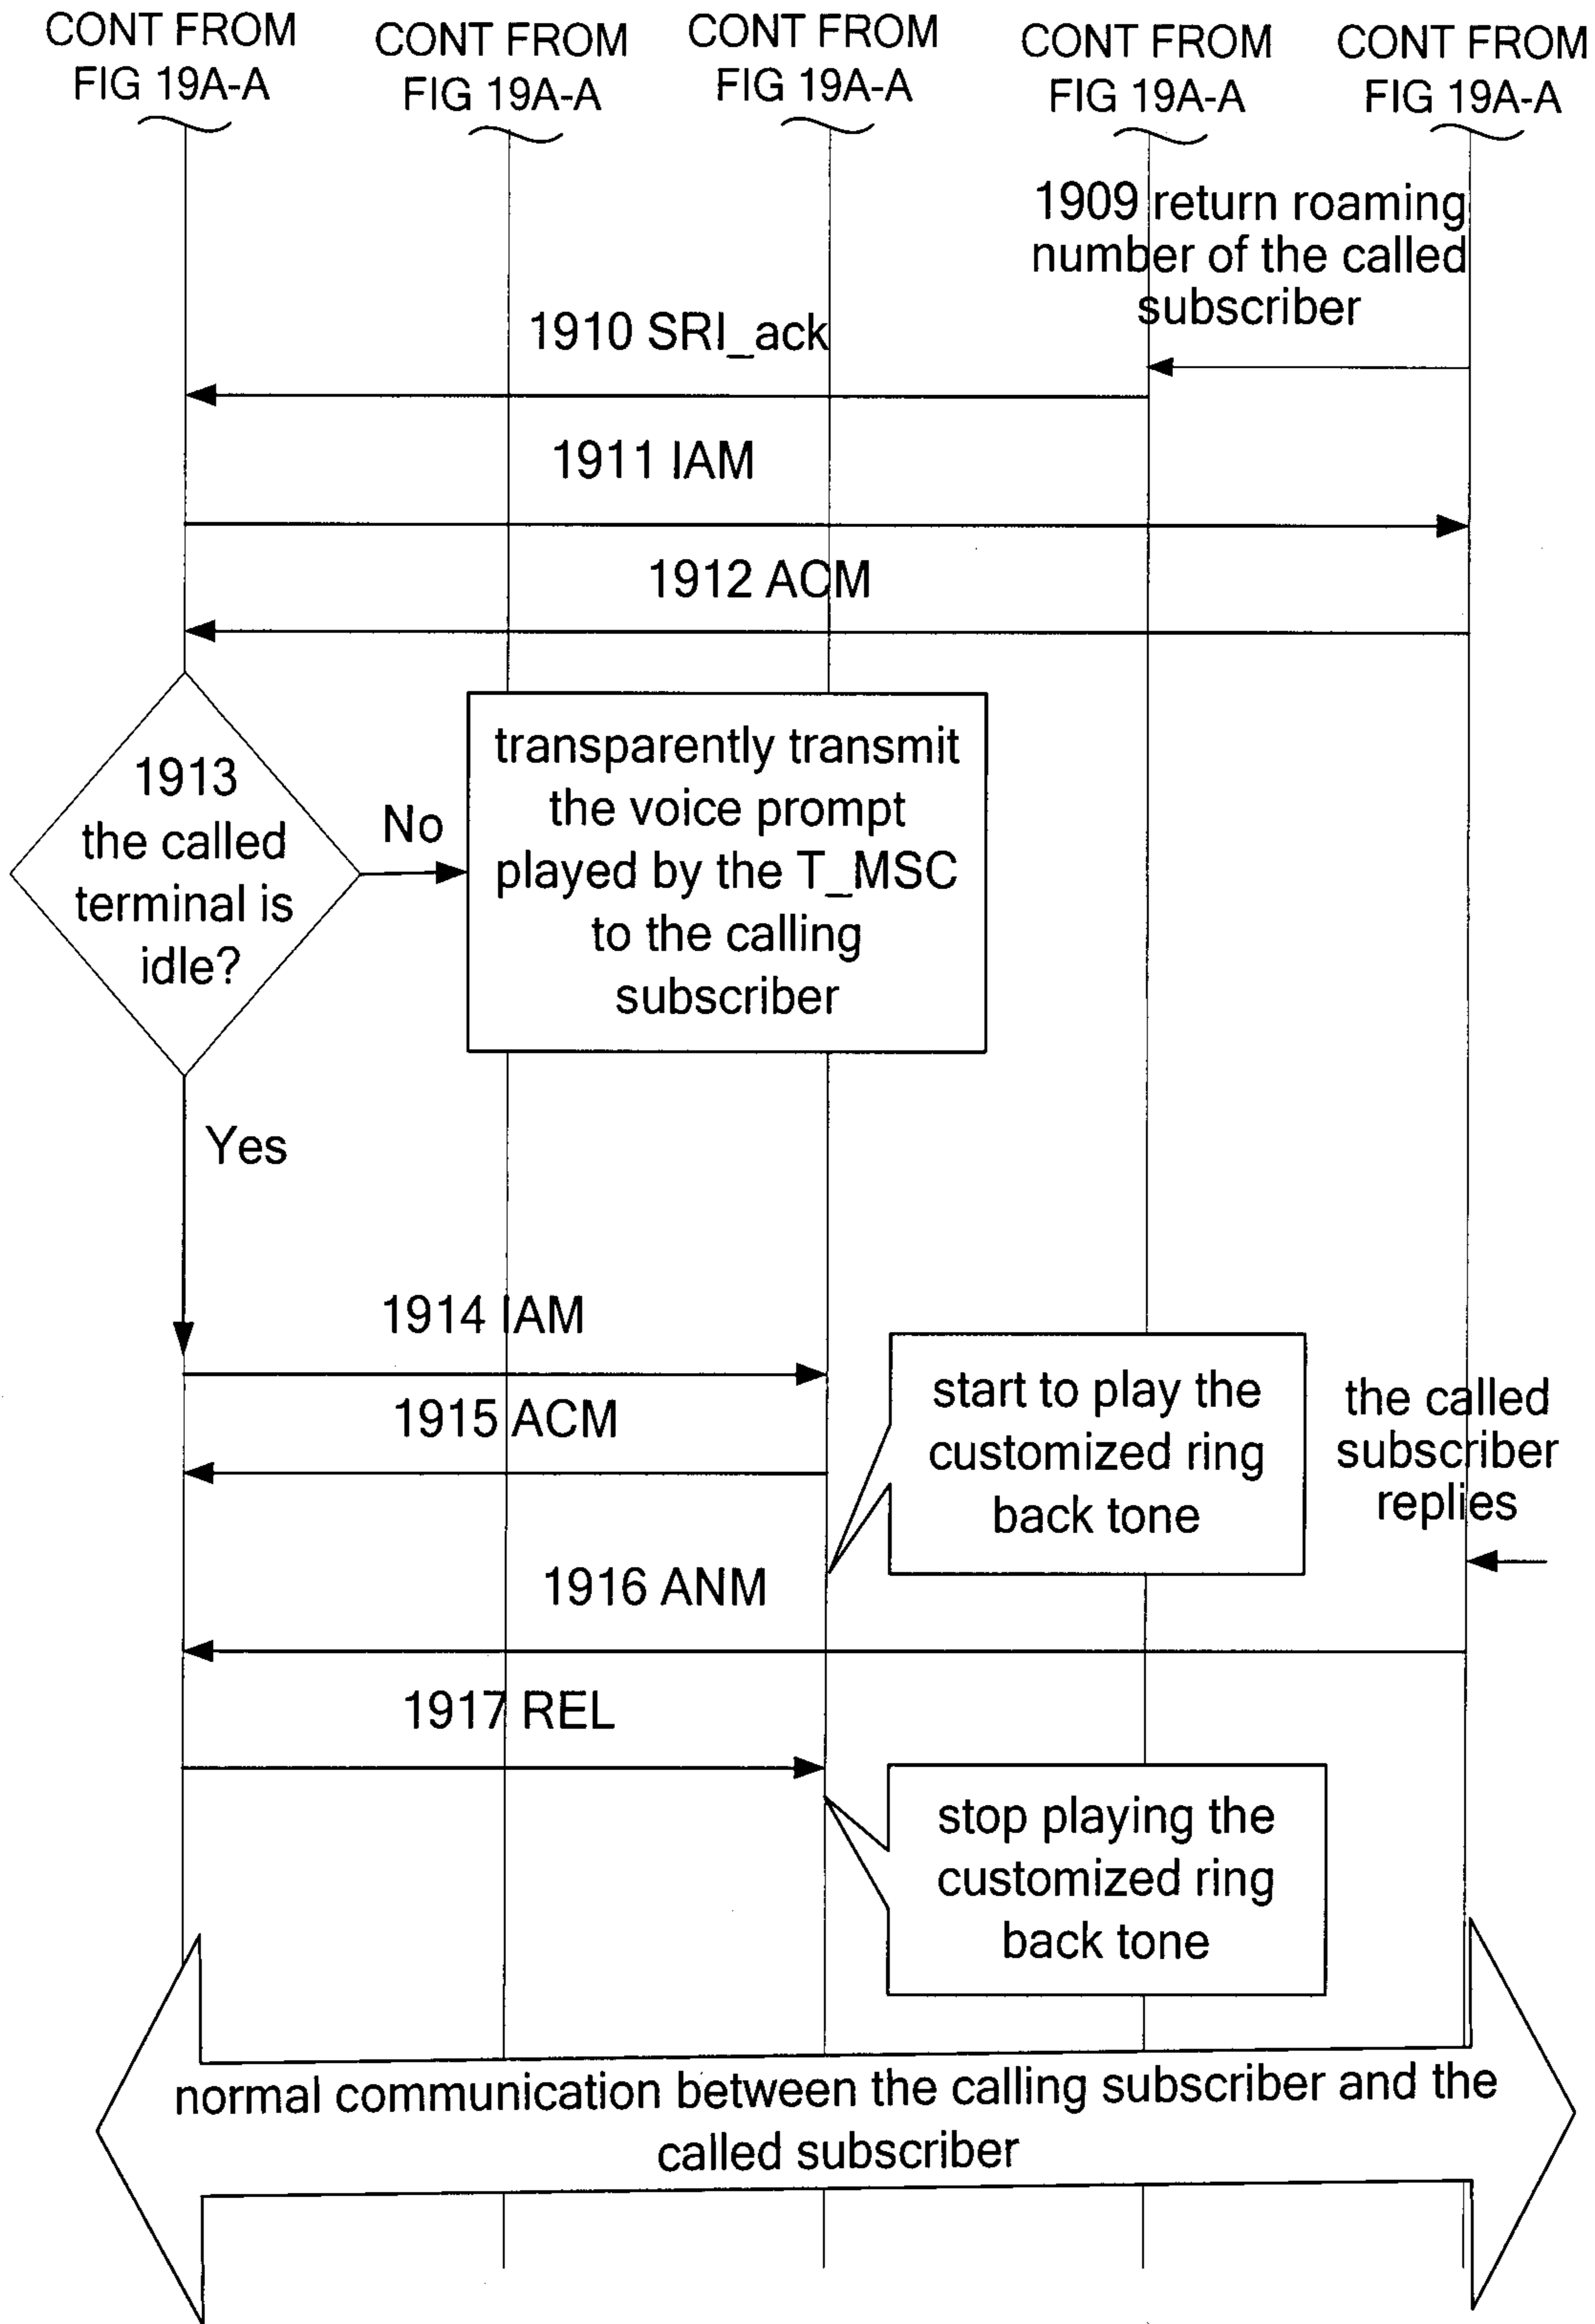 CONT FROM
FIG 19A-A
CONT FROM
FIG 19A-A
CONT FROM
FIG 19A-A
CONT FROM
FIG 19A-A
CONT FROM
FIG 19A-A
1909 return roaming
number of the called
subscriber
1910 SRI_ack
1911 IAM
1912 ACM
1913
the called
terminal is
idle?
No
transparently transmit
the voice prompt
played by the T_MSC
to the calling
subscriber
Yes
1914 IAM
1915 ACM
start to play the
customized ring
back tone
the called
subscriber
replies
1916 ANM
1917 REL
stop playing the
customized ring
back tone
normal communication between the calling subscriber and the
called subscriber